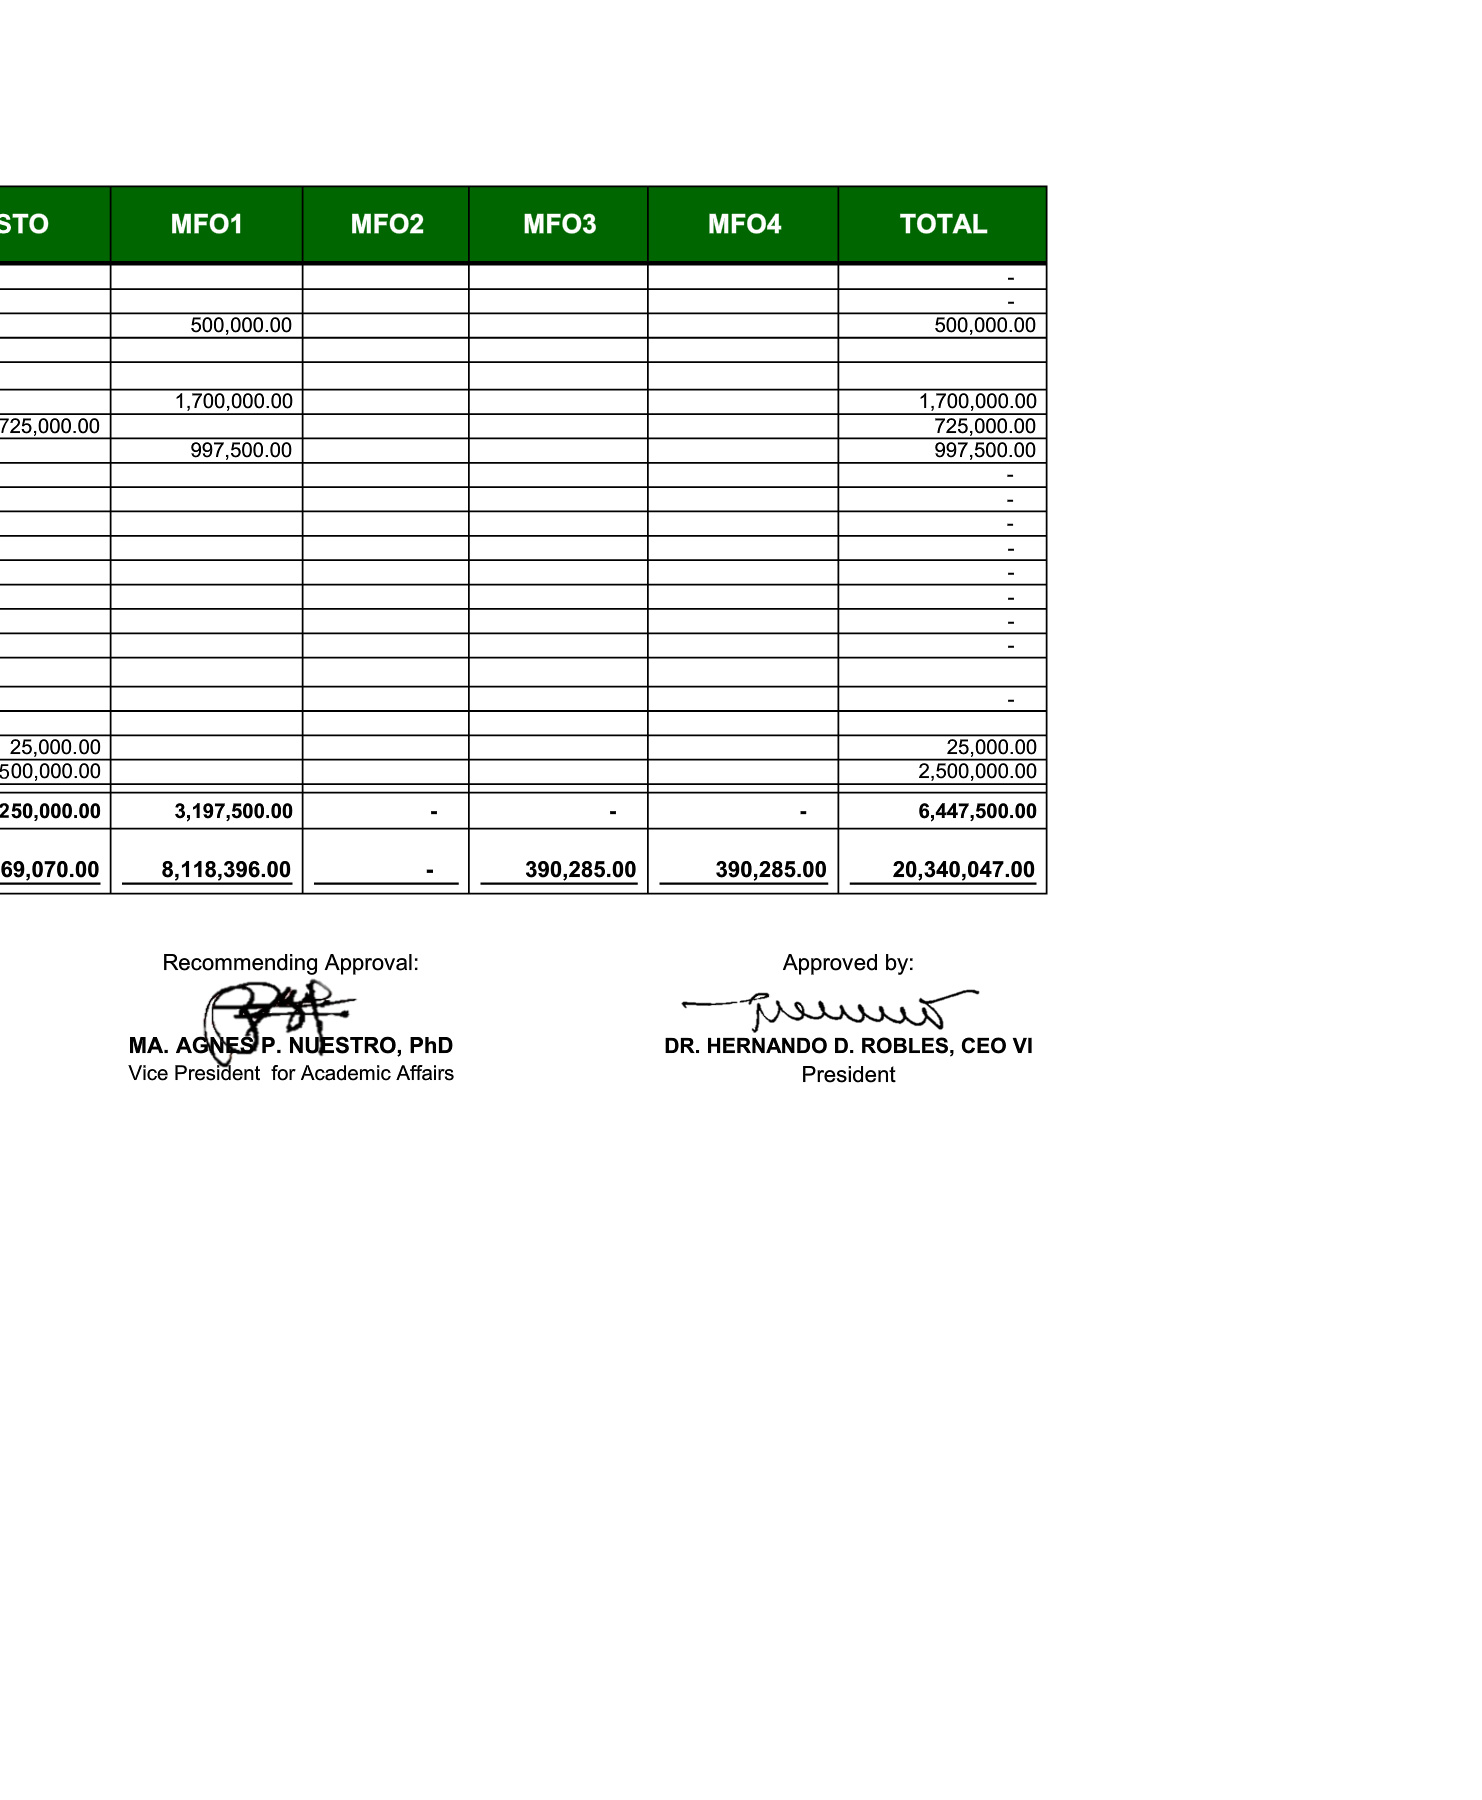 STO MFO1 MFO2 MFO3 MFO4 TOTAL
-
-
500,000.00 500,000.00
1,700,000.00 1,700,000.00
725,000.00 725,000.00
997,500.00 997,500.00
-
-
-
-
-
-
-
-
-
25,000.00 25,000.00
500,000.00 2,500,000.00
250,000.00 3,197,500.00 - - - 6,447,500.00
69,070.00 8,118,396.00 - 390,285.00 390,285.00 20,340,047.00
Recommending Approval: Approved by:
MA. AGNES P. NUESTRO, PhD DR. HERNANDO D. ROBLES, CEO VI
Vice President for Academic Affairs President